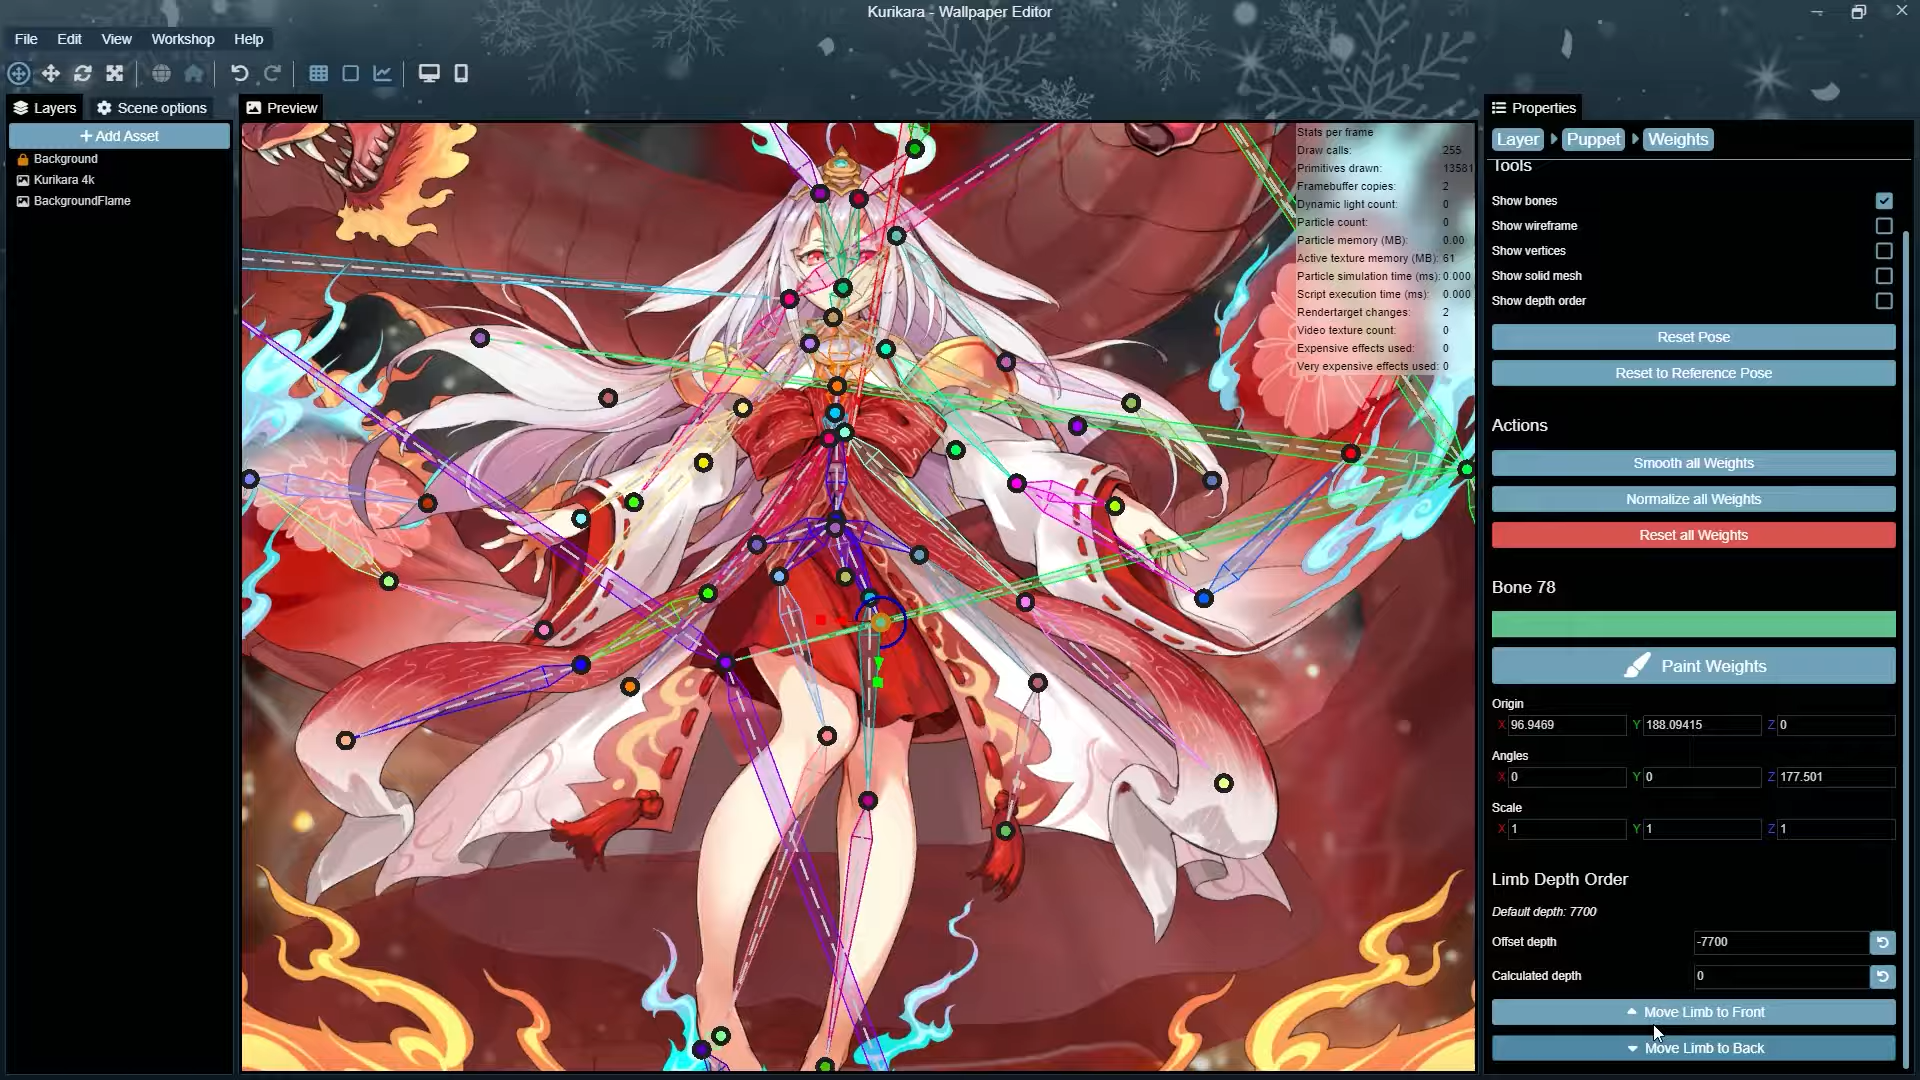 Kurikara - Wallpaper Editor
File Edit View Workshop Help
Layers Scene options
Add Asset
Background
Kurikara 4k
BackgroundFlame
Preview
Stats per frame
Draw calls: 255
Primitives drawn: 13581
Framebuffer copies: 2
Dynamic light count: 0
Particle count: 0
Particle memory (MB): 0.00
Active texture memory (MB): 61
Particle simulation time (ms): 0.000
Script execution time (ms): 0.000
Rendertarget changes: 2
Video texture count: 0
Expensive effects used: 0
Very expensive effects used: 0
Properties
Layer Puppet Weights
Tools
Show bones
Show wireframe
Show vertices
Show solid mesh
Show depth order
Reset Pose
Reset to Reference Pose
Actions
Smooth all Weights
Normalize all Weights
Reset all Weights
Bone 78
Paint Weights
Origin
X 96.9469 Y 188.09415 Z 0
Angles
X 0 Y 0 Z 177.501
Scale
X 1 Y 1 Z 1
Limb Depth Order
Default depth: 7700
Offset depth -7700
Calculated depth 0
Move Limb to Front
Move Limb to Back